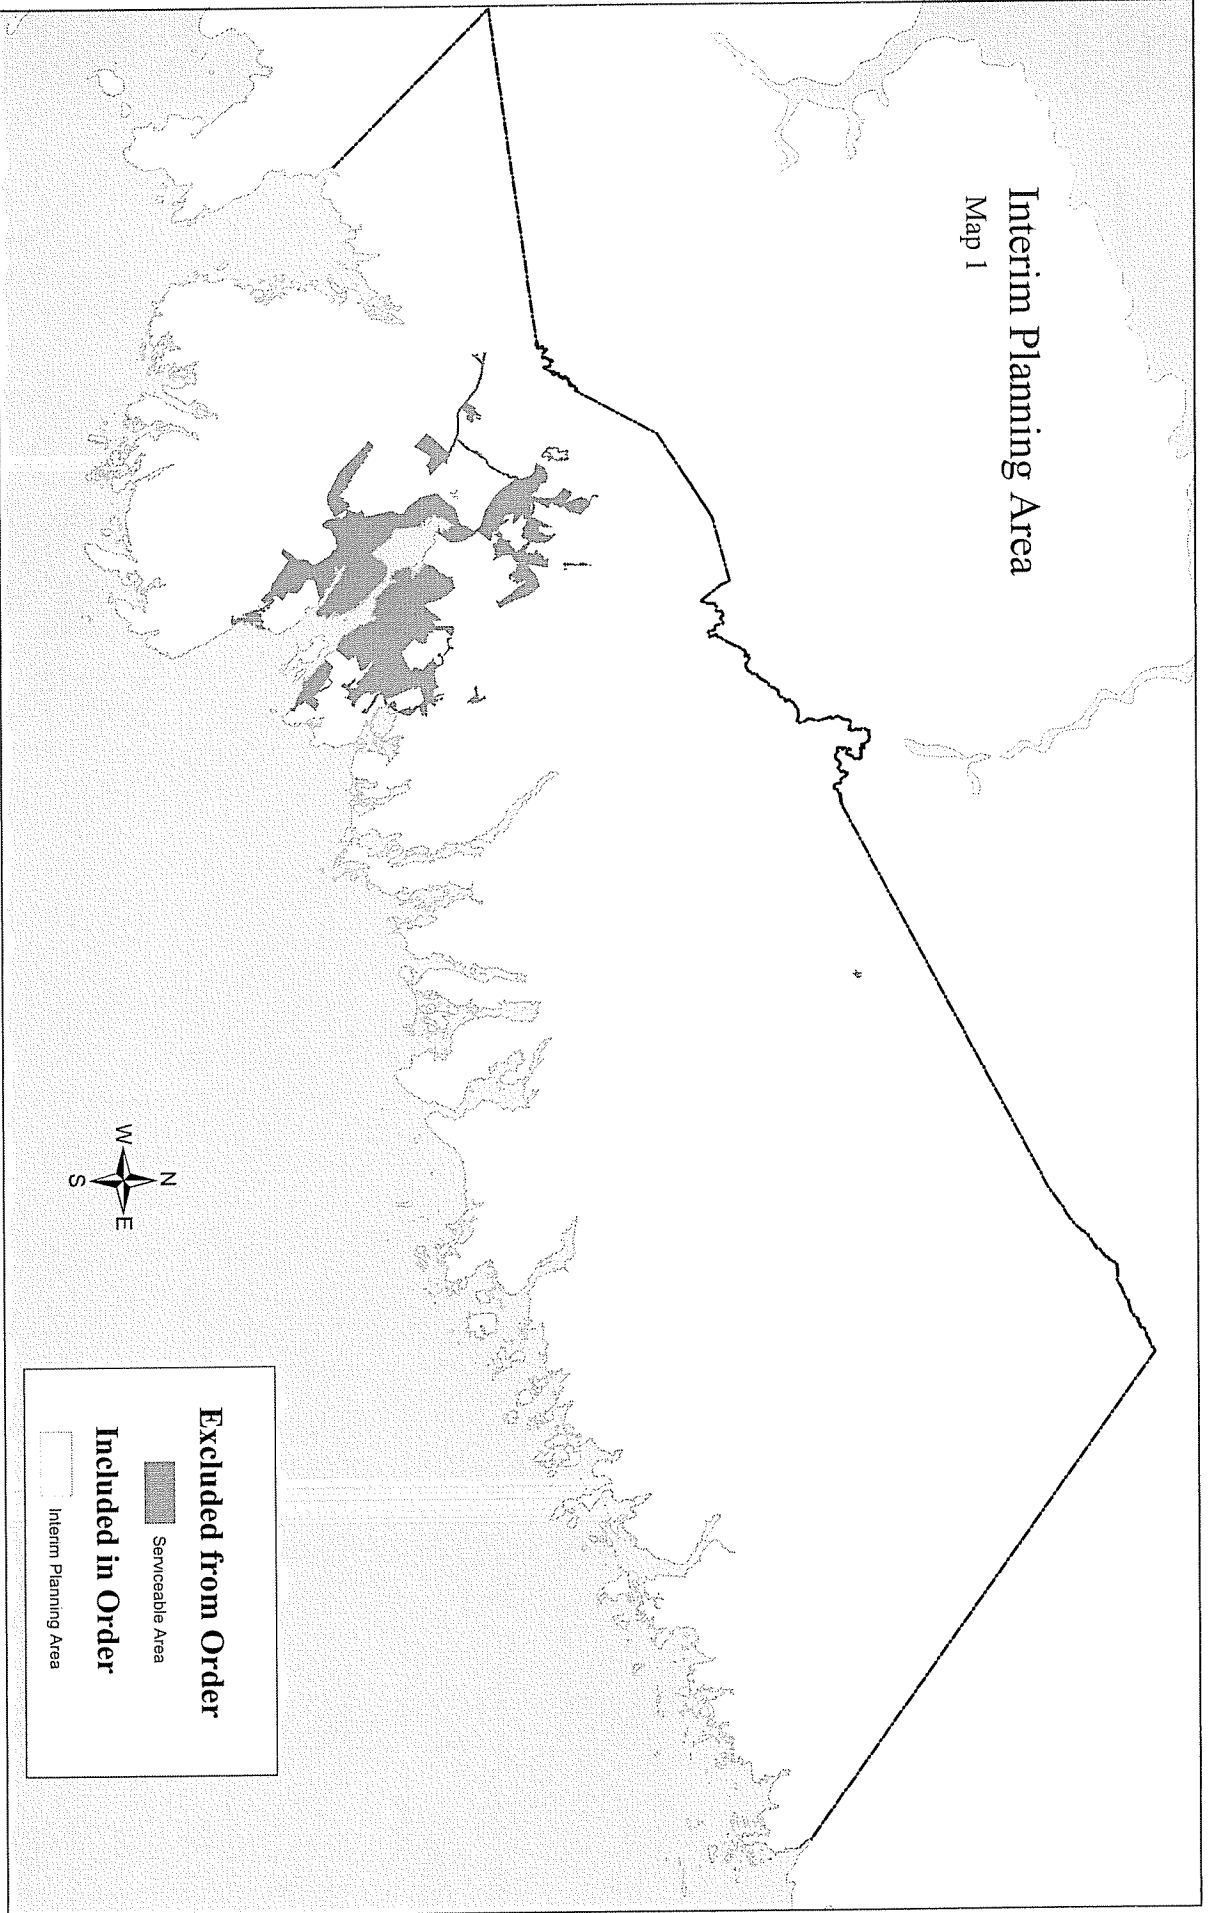 Interim Planning Area
Map 1
N
W
E
S
Excluded from Order
Serviceable Area
Included in Order
Interim Planning Area